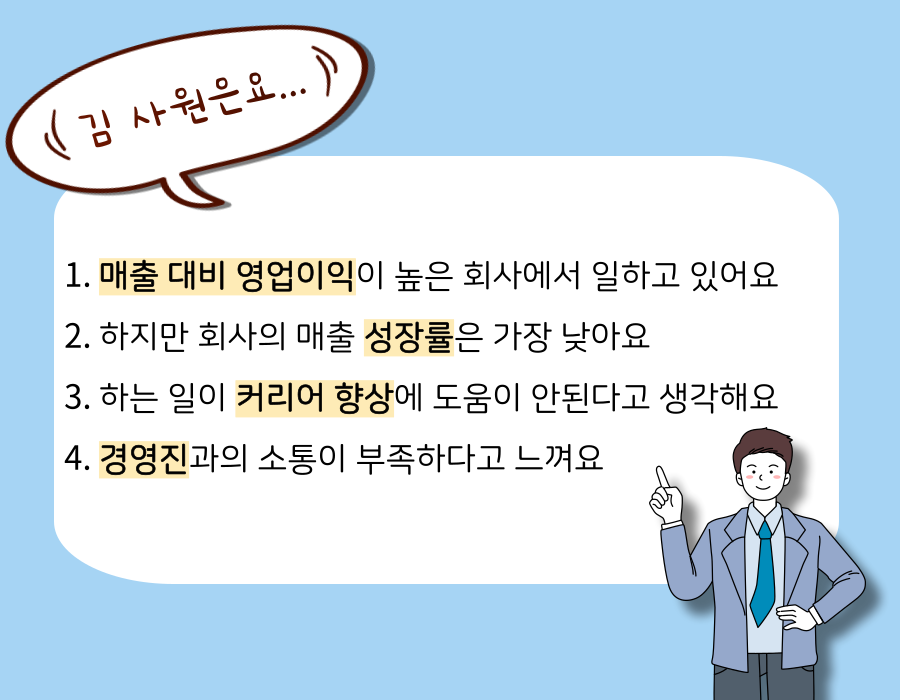 김 사원은요...
1. 매출 대비 영업이익이 높은 회사에서 일하고 있어요
2. 하지만 회사의 매출 성장률은 가장 낮아요
3. 하는 일이 커리어 향상에 도움이 안된다고 생각해요
4. 경영진과의 소통이 부족하다고 느껴요